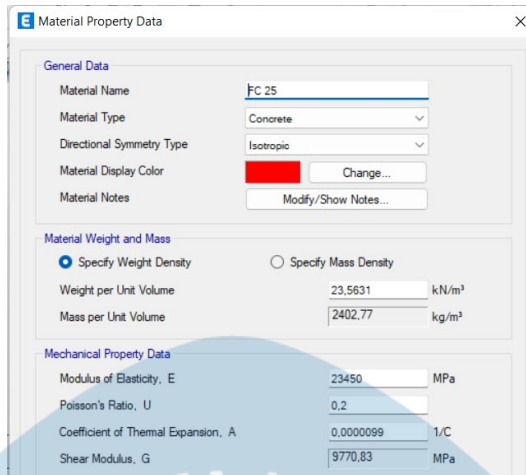 E Material Property Data
General Data
Material Name FC 25
Material Type Concrete
Directional Symmetry Type Isotropic
Material Display Color Change...
Material Notes Modify/Show Notes...
Material Weight and Mass
Specify Weight Density Specify Mass Density
Weight per Unit Volume 23,5631 kN/m³
Mass per Unit Volume 2402,77 kg/m³
Mechanical Property Data
Modulus of Elasticity, E 23450 MPa
Poisson's Ratio, U 0,2
Coefficient of Thermal Expansion, A 0,0000099 1/C
Shear Modulus, G 9770,83 MPa